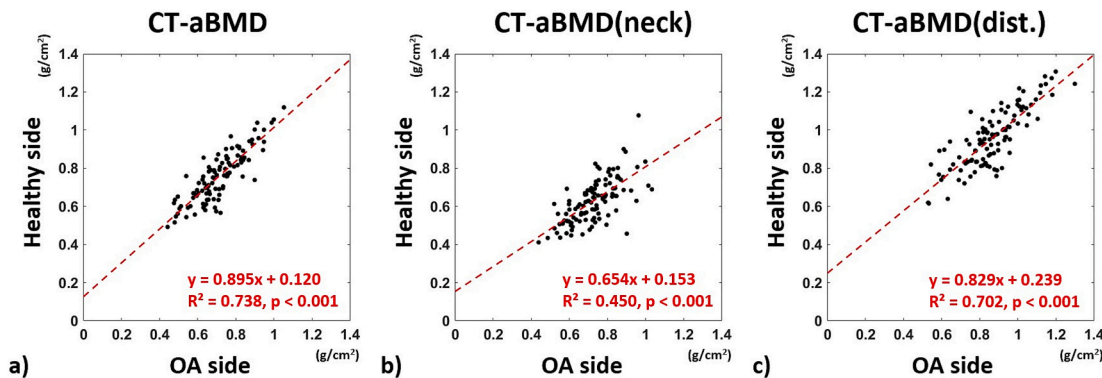 CT-aBMD
(g/cm²)
1.4
1.2
1
0.8
0.6
0.4
0.2
0
Healthy side
y = 0.895x + 0.120
R² = 0.738, p < 0.001
0 0.2 0.4 0.6 0.8 1 1.2 1.4
(g/cm²)
OA side
a)
CT-aBMD(neck)
(g/cm²)
1.4
1.2
1
0.8
0.6
0.4
0.2
0
Healthy side
y = 0.654x + 0.153
R² = 0.450, p < 0.001
0 0.2 0.4 0.6 0.8 1 1.2 1.4
(g/cm²)
OA side
b)
CT-aBMD(dist.)
(g/cm²)
1.4
1.2
1
0.8
0.6
0.4
0.2
0
Healthy side
y = 0.829x + 0.239
R² = 0.702, p < 0.001
0 0.2 0.4 0.6 0.8 1 1.2 1.4
(g/cm²)
OA side
c)